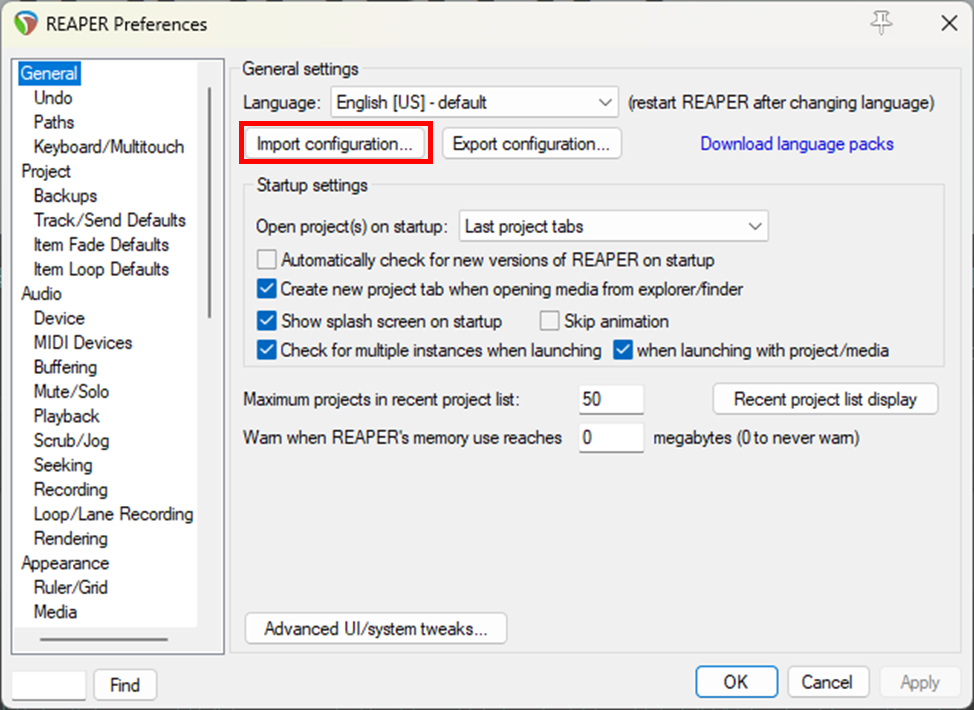 REAPER Preferences
General
Undo
Paths
Keyboard/Multitouch
Project
Backups
Track/Send Defaults
Item Fade Defaults
Item Loop Defaults
Audio
Device
MIDI Devices
Buffering
Mute/Solo
Playback
Scrub/Jog
Seeking
Recording
Loop/Lane Recording
Rendering
Appearance
Ruler/Grid
Media
Find
General settings
Language: English [US] - default (restart REAPER after changing language)
Import configuration... Export configuration... Download language packs
Startup settings
Open project(s) on startup: Last project tabs
Automatically check for new versions of REAPER on startup
Create new project tab when opening media from explorer/finder
Show splash screen on startup Skip animation
Check for multiple instances when launching when launching with project/media
Maximum projects in recent project list: 50 Recent project list display
Warn when REAPER's memory use reaches 0 megabytes (0 to never warn)
Advanced UI/system tweaks...
OK Cancel Apply